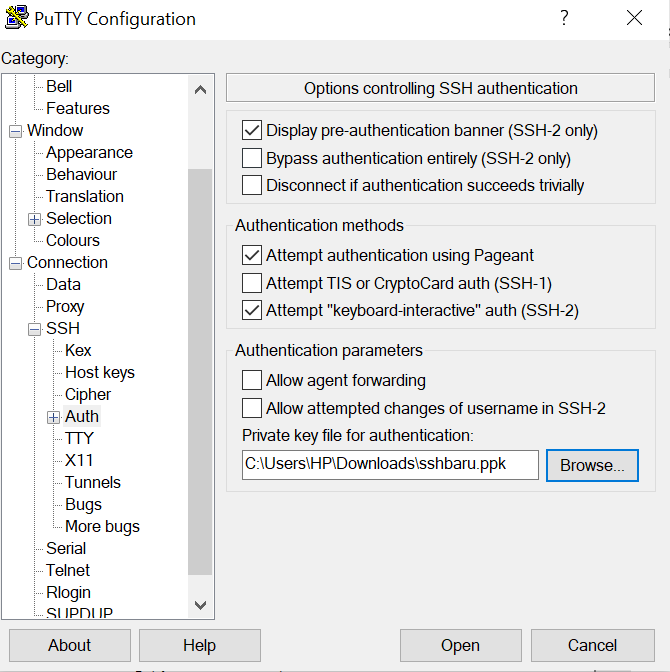 PuTTY Configuration
?
Category:
Bell
Features
Window
Appearance
Behaviour
Translation
Selection
Colours
Connection
Data
Proxy
SSH
Kex
Host keys
Cipher
Auth
TTY
X11
Tunnels
Bugs
More bugs
Serial
Telnet
Rlogin
SUPDUP
Options controlling SSH authentication
Display pre-authentication banner (SSH-2 only)
Bypass authentication entirely (SSH-2 only)
Disconnect if authentication succeeds trivially
Authentication methods
Attempt authentication using Pageant
Attempt TIS or CryptoCard auth (SSH-1)
Attempt "keyboard-interactive" auth (SSH-2)
Authentication parameters
Allow agent forwarding
Allow attempted changes of username in SSH-2
Private key file for authentication:
C:\Users\HP\Downloads\sshbaru.ppk
Browse...
About
Help
Open
Cancel